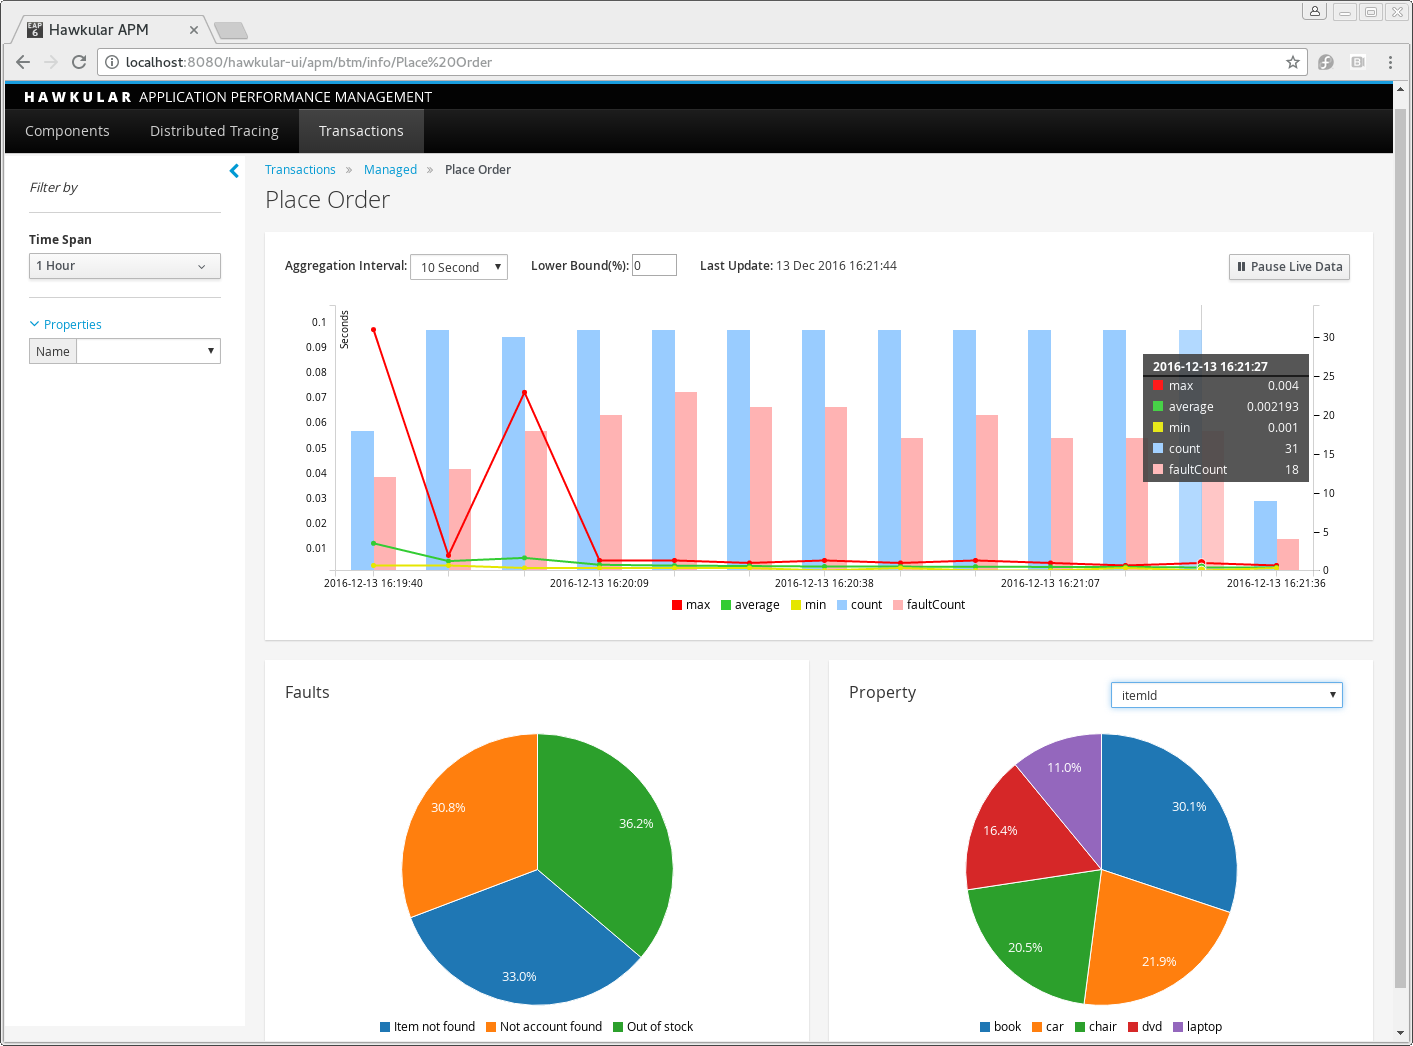 EAP
6
Hawkular APM
localhost:8080/hawkular-ui/apm/btm/info/Place%20Order
HAWKULAR APPLICATION PERFORMANCE MANAGEMENT
Components Distributed Tracing Transactions
Transactions » Managed » Place Order
Place Order
Filter by
Time Span
1 Hour
Properties
Name
Aggregation Interval: 10 Second Lower Bound(%): 0 Last Update: 13 Dec 2016 16:21:44 Pause Live Data
Seconds
0.1
0.09
0.08
0.07
0.06
0.05
0.04
0.03
0.02
0.01
30
25
20
15
10
5
0
2016-12-13 16:21:27
max 0.004
average 0.002193
min 0.001
count 31
faultCount 18
2016-12-13 16:19:40 2016-12-13 16:20:09 2016-12-13 16:20:38 2016-12-13 16:21:07 2016-12-13 16:21:36
max average min count faultCount
Faults
30.8%
36.2%
33.0%
Item not found Not account found Out of stock
Property itemId
11.0%
30.1%
16.4%
20.5%
21.9%
book car chair dvd laptop